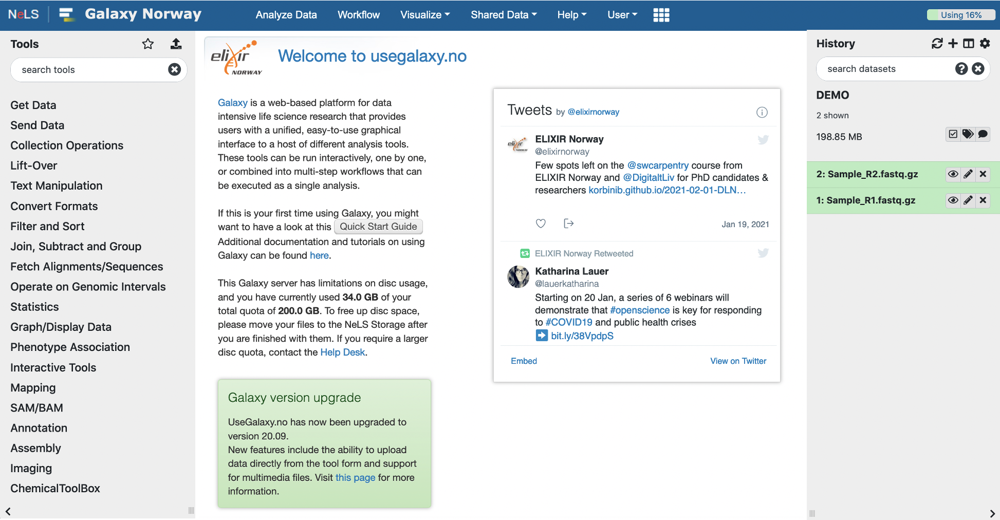 NeLS Galaxy Norway Analyze Data Workflow Visualize Shared Data Help User Using 16%
Tools
search tools
Get Data
Send Data
Collection Operations
Lift-Over
Text Manipulation
Convert Formats
Filter and Sort
Join, Subtract and Group
Fetch Alignments/Sequences
Operate on Genomic Intervals
Statistics
Graph/Display Data
Phenotype Association
Interactive Tools
Mapping
SAM/BAM
Annotation
Assembly
Imaging
ChemicalToolBox
elixir
NORWAY
Welcome to usegalaxy.no
Galaxy is a web-based platform for data
intensive life science research that provides
users with a unified, easy-to-use graphical
interface to a host of different analysis tools.
These tools can be run interactively, one by one,
or combined into multi-step workflows that can
be executed as a single analysis.
If this is your first time using Galaxy, you might
want to have a look at this Quick Start Guide
Additional documentation and tutorials on using
Galaxy can be found here.
This Galaxy server has limitations on disc usage,
and you have currently used 34.0 GB of your
total quota of 200.0 GB. To free up disc space,
please move your files to the NeLS Storage after
you are finished with them. If you require a larger
disc quota, contact the Help Desk.
Galaxy version upgrade
UseGalaxy.no has now been upgraded to
version 20.09.
New features include the ability to upload
data directly from the tool form and support
for multimedia files. Visit this page for more
information.
Tweets by @elixirnorway
elixir
NORWAY
ELIXIR Norway
@elixirnorway
Few spots left on the @swcarpentry course from
ELIXIR Norway and @DigitaltLiv for PhD candidates &
researchers korbinib.github.io/2021-02-01-DLN…
Jan 19, 2021
ELIXIR Norway Retweeted
Katharina Lauer
@lauerkatharina
Starting on 20 Jan, a series of 6 webinars will
demonstrate that #openscience is key for responding
to #COVID19 and public health crises
bit.ly/38VpdpS
Embed View on Twitter
History
search datasets
DEMO
2 shown
198.85 MB
2: Sample_R2.fastq.gz
1: Sample_R1.fastq.gz